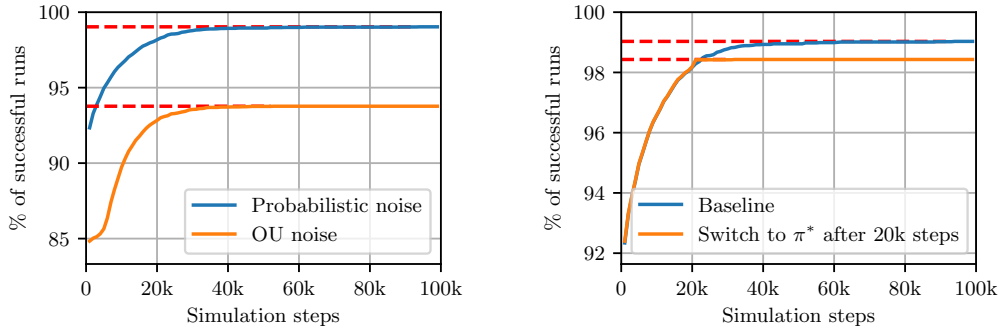 % of successful runs
100
95
90
85
Probabilistic noise
OU noise
0
20k
40k
60k
80k
100k
Simulation steps
% of successful runs
98
96
94
92
Baseline
Switch to π* after 20k steps
0
20k
40k
60k
80k
100k
Simulation steps